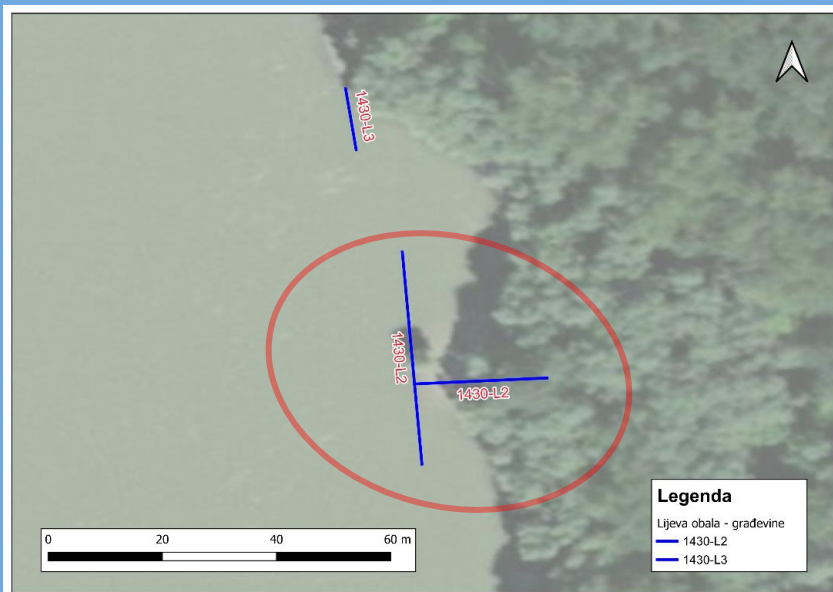 1430-L3
1430-L2
1430-L2
Legenda
Lijeva obala - građevine
1430-L2
1430-L3
0 20 40 60 m